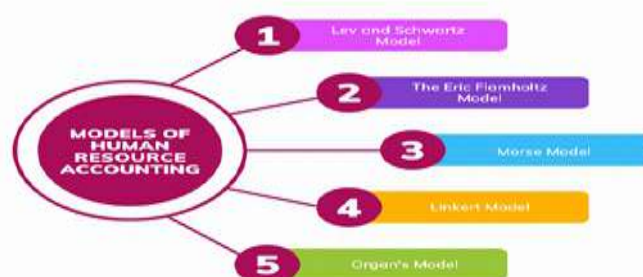 MODELS OF
HUMAN
RESOURCE
ACCOUNTING
1
Lev and Schwartz
Model
2
The Eric Flamholtz
Model
3
Morse Model
4
Linkert Model
5
Organ's Model